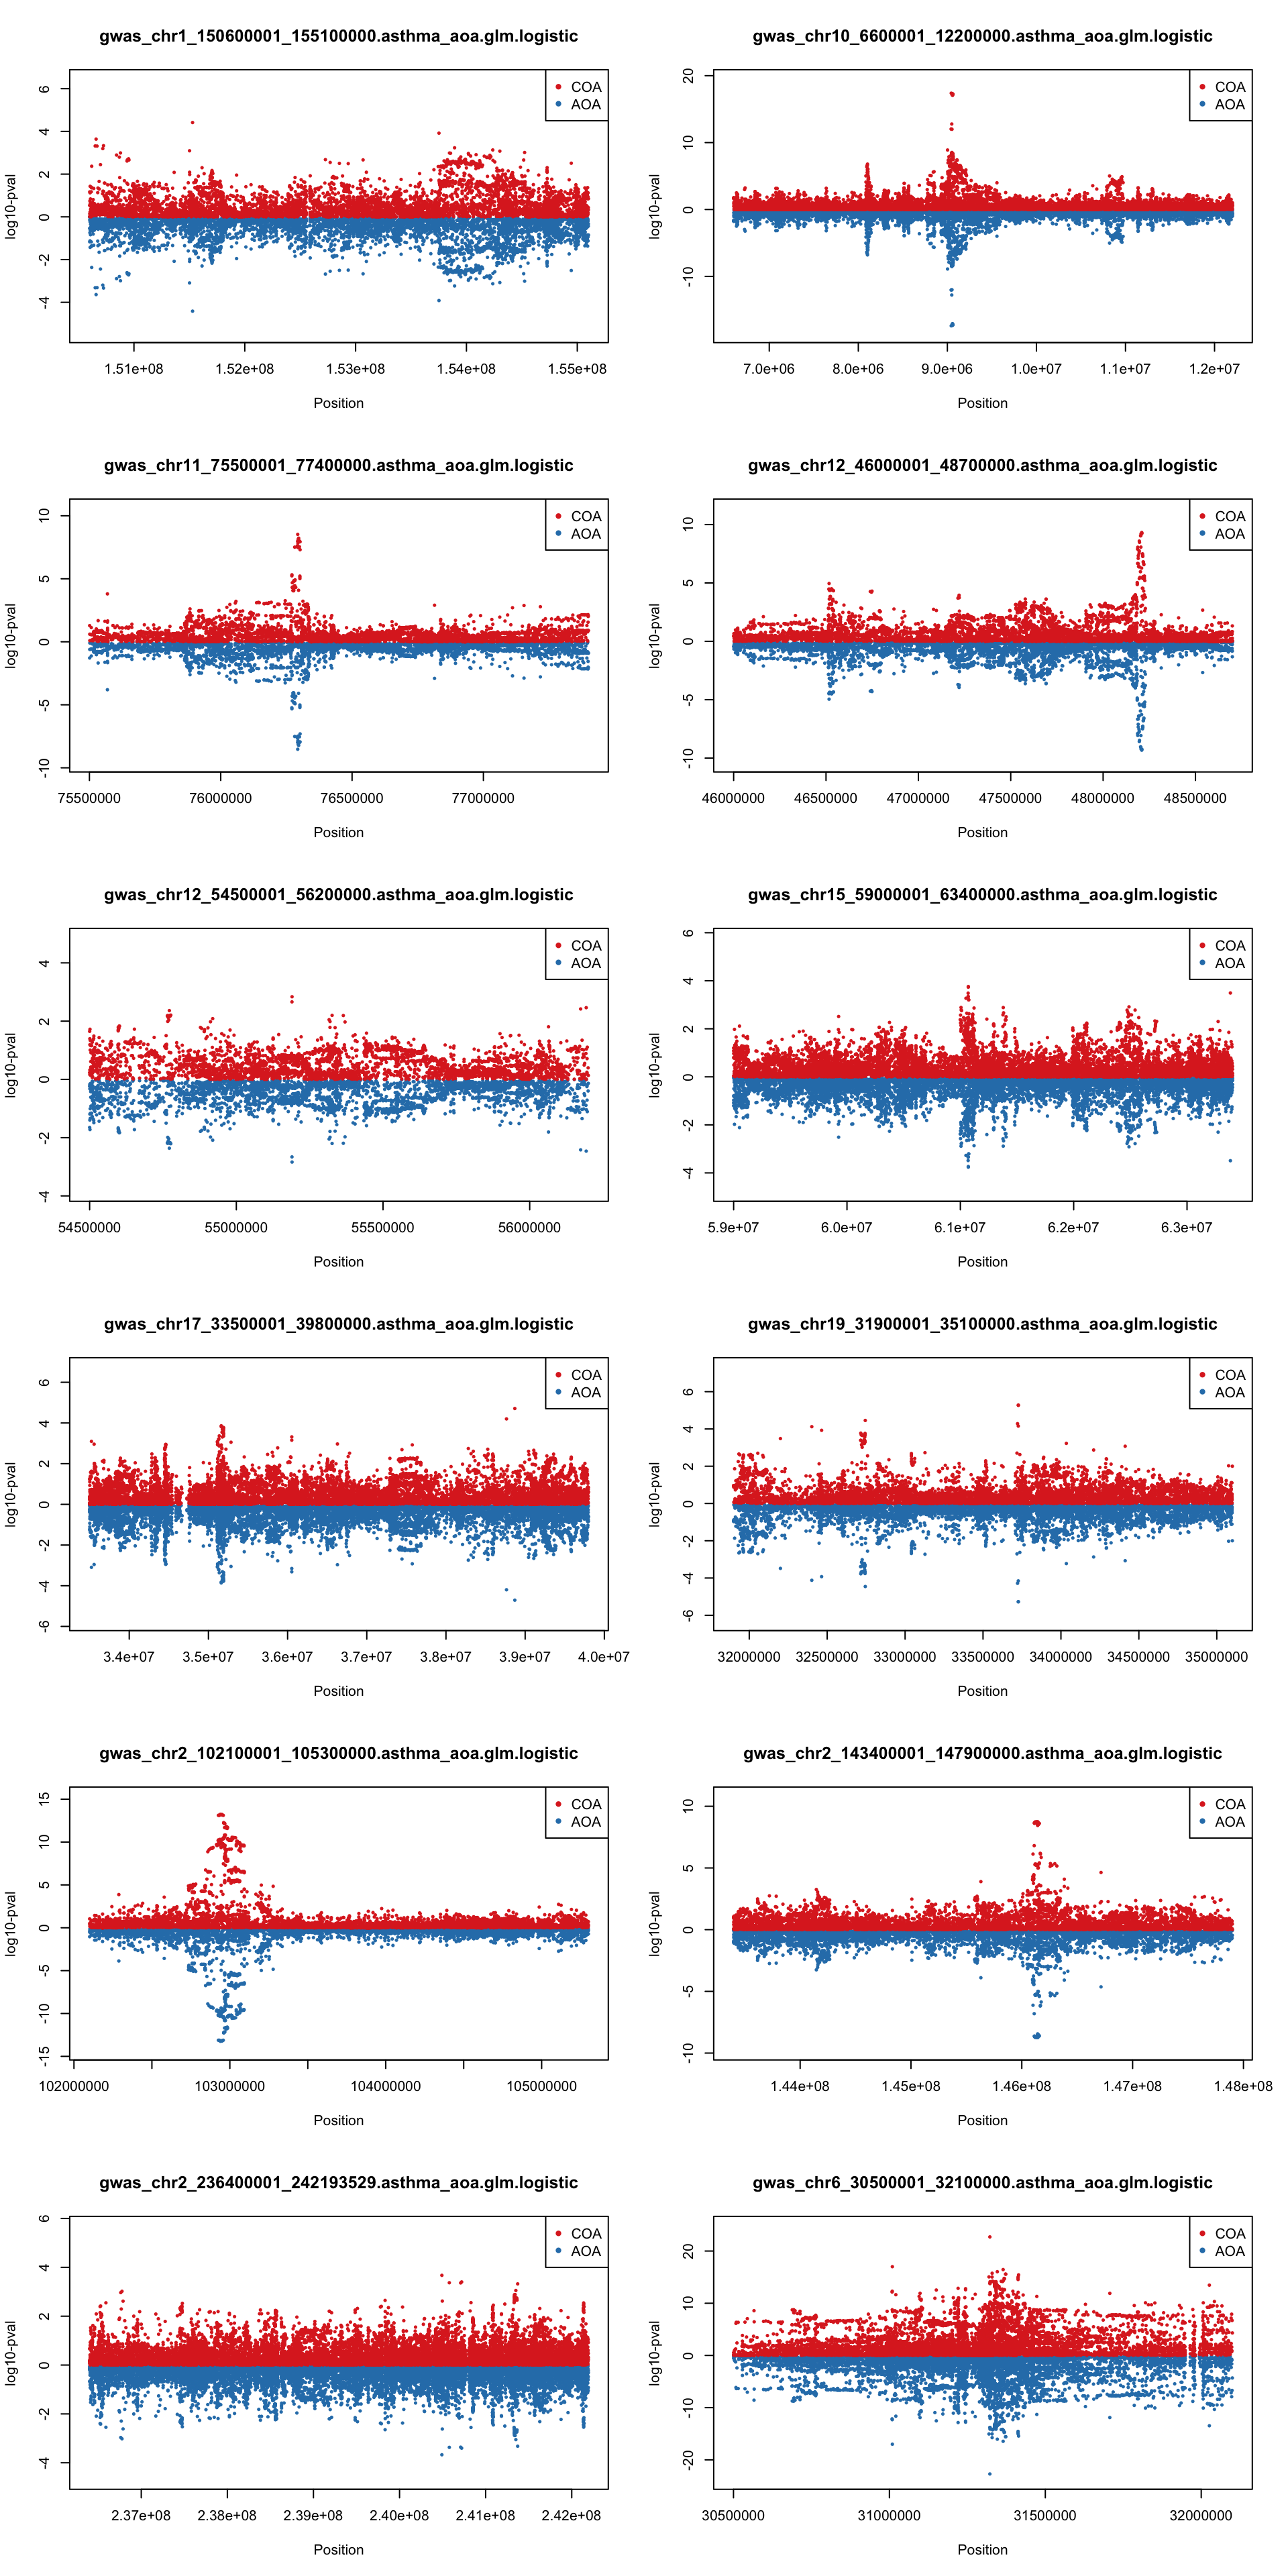 gwas_chr1_150600001_155100000.asthma_aoa.glm.logistic
log10-pval
6
4
2
0
-2
-4
COA
AOA
1.51e+08 1.52e+08 1.53e+08 1.54e+08 1.55e+08
Position
gwas_chr10_6600001_12200000.asthma_aoa.glm.logistic
log10-pval
20
10
0
-10
COA
AOA
7.0e+06 8.0e+06 9.0e+06 1.0e+07 1.1e+07 1.2e+07
Position
gwas_chr11_75500001_77400000.asthma_aoa.glm.logistic
log10-pval
10
5
0
-5
-10
COA
AOA
75500000 76000000 76500000 77000000
Position
gwas_chr12_46000001_48700000.asthma_aoa.glm.logistic
log10-pval
10
5
0
-5
-10
COA
AOA
46000000 46500000 47000000 47500000 48000000 48500000
Position
gwas_chr12_54500001_56200000.asthma_aoa.glm.logistic
log10-pval
4
2
0
-2
-4
COA
AOA
54500000 55000000 55500000 56000000
Position
gwas_chr15_59000001_63400000.asthma_aoa.glm.logistic
log10-pval
6
4
2
0
-2
-4
COA
AOA
5.9e+07 6.0e+07 6.1e+07 6.2e+07 6.3e+07
Position
gwas_chr17_33500001_39800000.asthma_aoa.glm.logistic
log10-pval
6
4
2
0
-2
-4
-6
COA
AOA
3.4e+07 3.5e+07 3.6e+07 3.7e+07 3.8e+07 3.9e+07 4.0e+07
Position
gwas_chr19_31900001_35100000.asthma_aoa.glm.logistic
log10-pval
6
4
2
0
-2
-4
-6
COA
AOA
32000000 32500000 33000000 33500000 34000000 34500000 35000000
Position
gwas_chr2_102100001_105300000.asthma_aoa.glm.logistic
log10-pval
15
10
5
0
-5
-10
-15
COA
AOA
102000000 103000000 104000000 105000000
Position
gwas_chr2_143400001_147900000.asthma_aoa.glm.logistic
log10-pval
10
5
0
-5
-10
COA
AOA
1.44e+08 1.45e+08 1.46e+08 1.47e+08 1.48e+08
Position
gwas_chr2_236400001_242193529.asthma_aoa.glm.logistic
log10-pval
6
4
2
0
-2
-4
COA
AOA
2.37e+08 2.38e+08 2.39e+08 2.40e+08 2.41e+08 2.42e+08
Position
gwas_chr6_30500001_32100000.asthma_aoa.glm.logistic
log10-pval
20
10
0
-10
-20
COA
AOA
30500000 31000000 31500000 32000000
Position